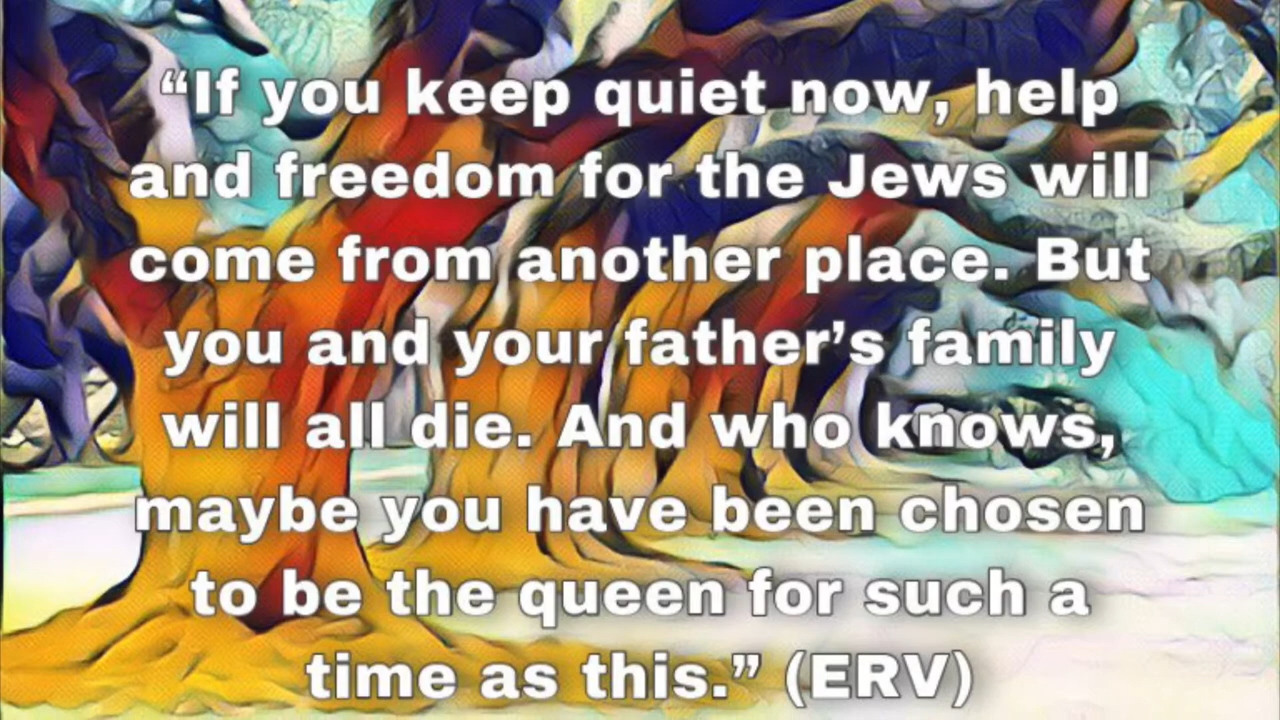 “If you keep quiet now, help
and freedom for the Jews will
come from another place. But
you and your father’s family
will all die. And who knows,
maybe you have been chosen
to be the queen for such a
time as this.” (ERV)